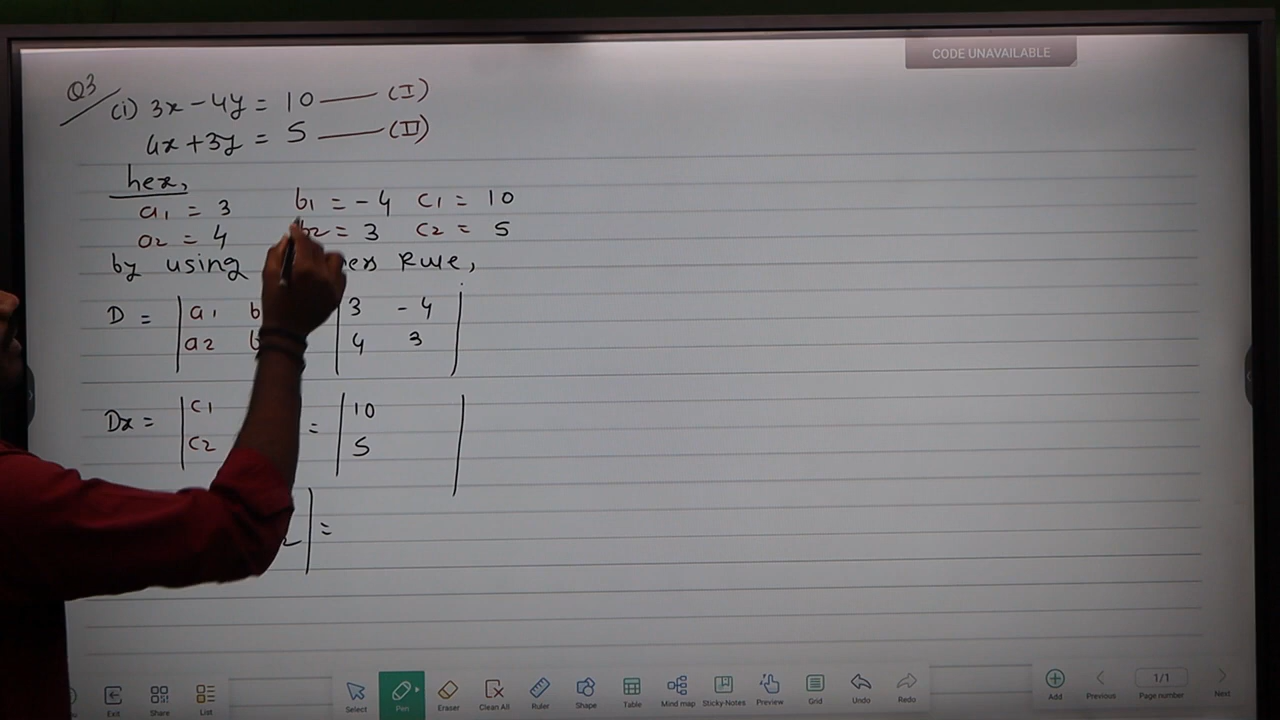 CODE UNAVAILABLE
Q3
(i) 3x - 4y = 10 —— (I)
4x + 3y = 5 —— (II)
her,
a1 = 3 b1 = - 4 c1 = 10
a2 = 4 b2 = 3 c2 = 5
by using Rule,
D = | a1 b | 3 - 4 |
| a2 b | 4 3 |
Dx = | c1 = | 10 |
| c2 | 5 |
| =
Exit Share List Select Pen Eraser Clean All Ruler Shape Table Mind map Sticky-Notes Preview Grid Undo Redo Add Previous 1/1 Page number Next